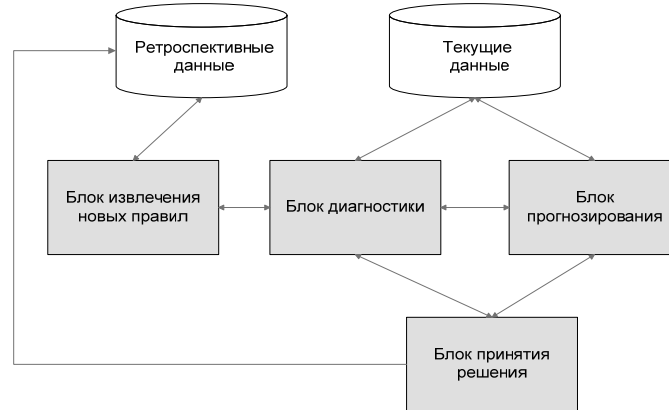 Ретроспективные
данные
Текущие
данные
Блок извлечения
новых правил
Блок диагностики
Блок
прогнозирования
Блок принятия
решения